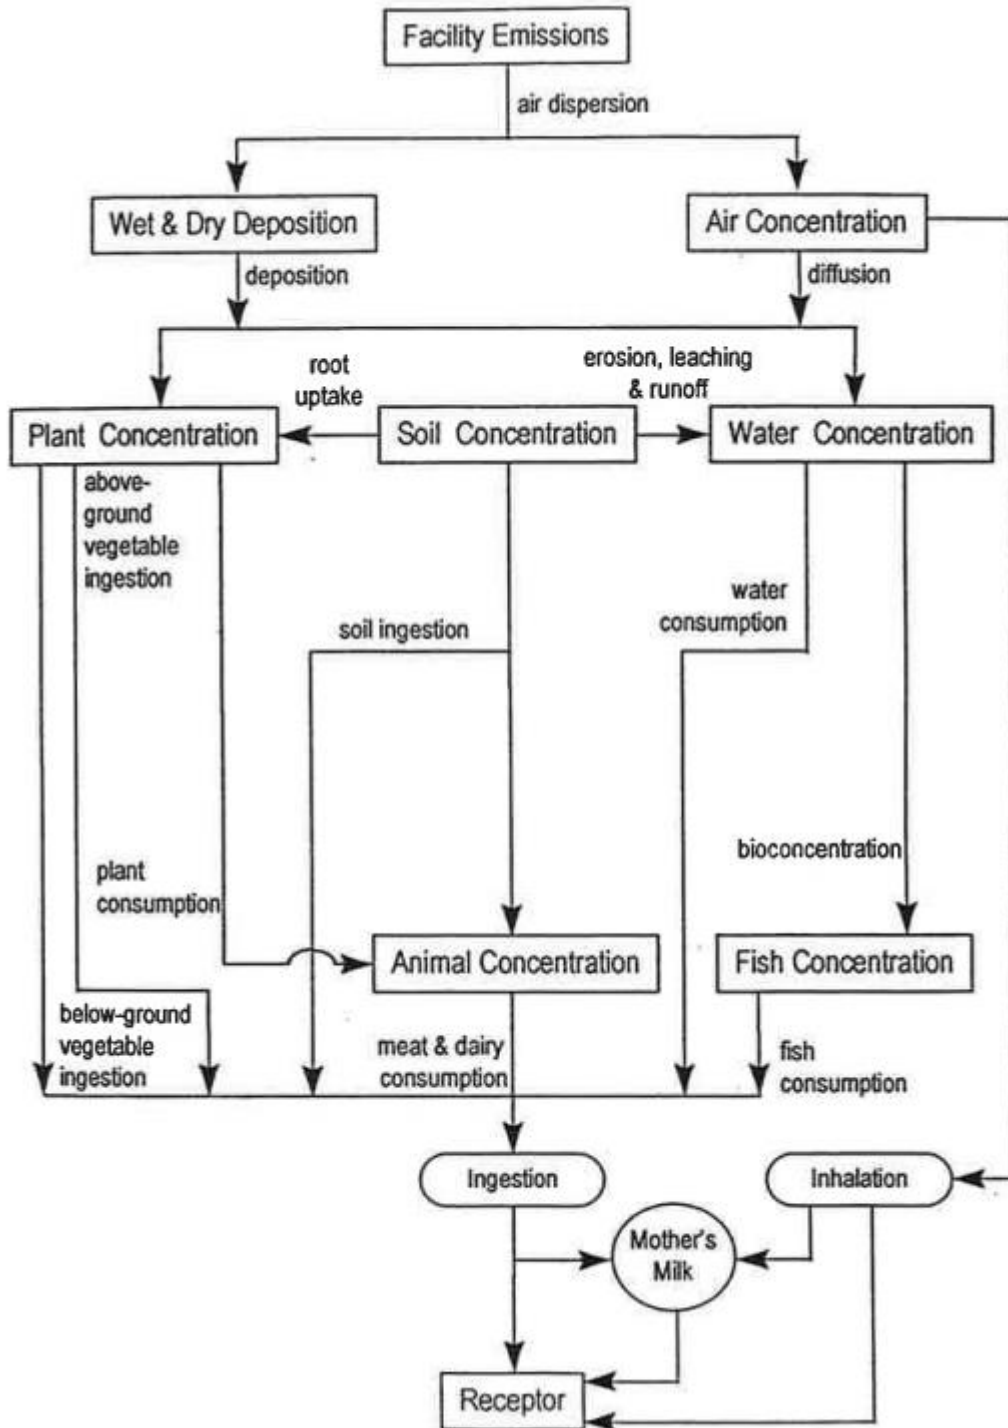 Facility Emissions
air dispersion
Wet & Dry Deposition
Air Concentration
deposition
diffusion
root
uptake
erosion, leaching
& runoff
Plant Concentration
Soil Concentration
Water Concentration
above-
ground
vegetable
ingestion
soil ingestion
water
consumption
plant
consumption
bioconcentration
Animal Concentration
Fish Concentration
below-ground
vegetable
ingestion
meat & dairy
consumption
fish
consumption
Ingestion
Inhalation
Mother's
Milk
Receptor